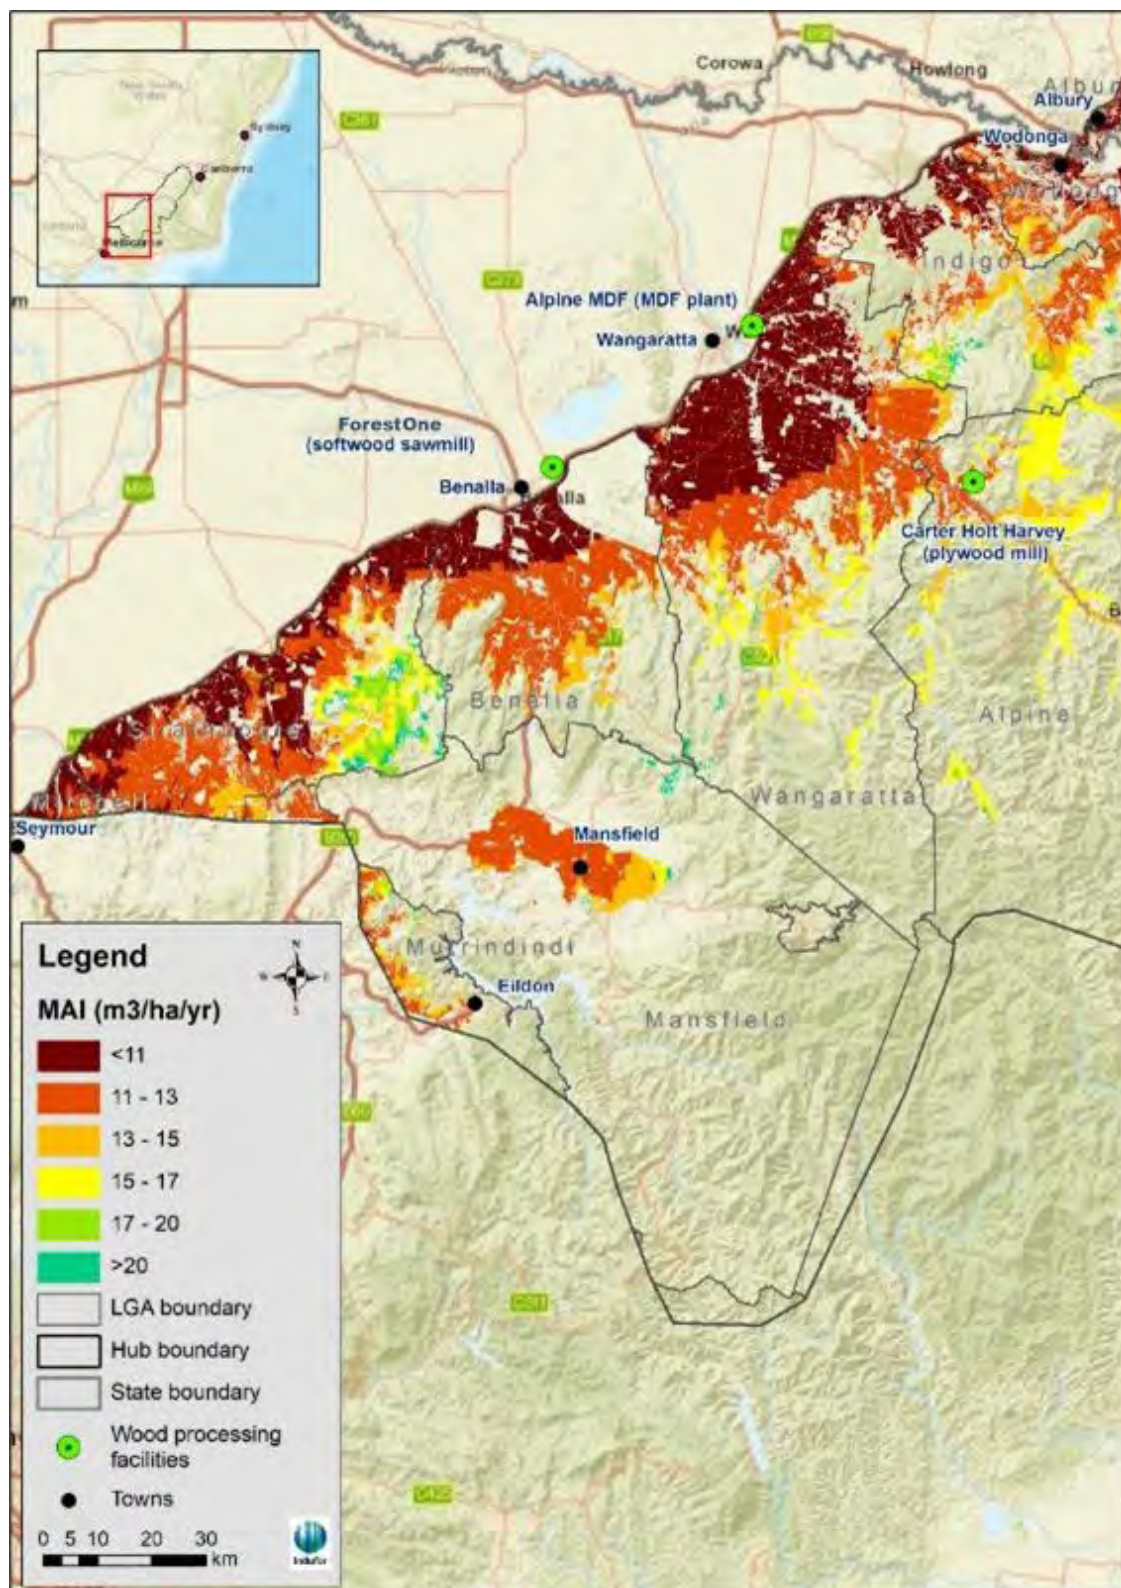 Corowa
Howlong
Albury
Wodonga
Sydney
Canberra
Melbourne
Indigo
Alpine MDF (MDF plant)
Wangaratta
ForestOne
(softwood sawmill)
Benalla
Carter Holt Harvey
(plywood mill)
Benalla
Alpine
Strathbogie
Wangaratta
Mitchell
Seymour
Mansfield
Murrindindi
Eildon
Mansfield
Legend
N
W
E
S
MAI (m3/ha/yr)
<11
11 - 13
13 - 15
15 - 17
17 - 20
>20
LGA boundary
Hub boundary
State boundary
Wood processing
facilities
Towns
0 5 10 20 30
km
Indufor